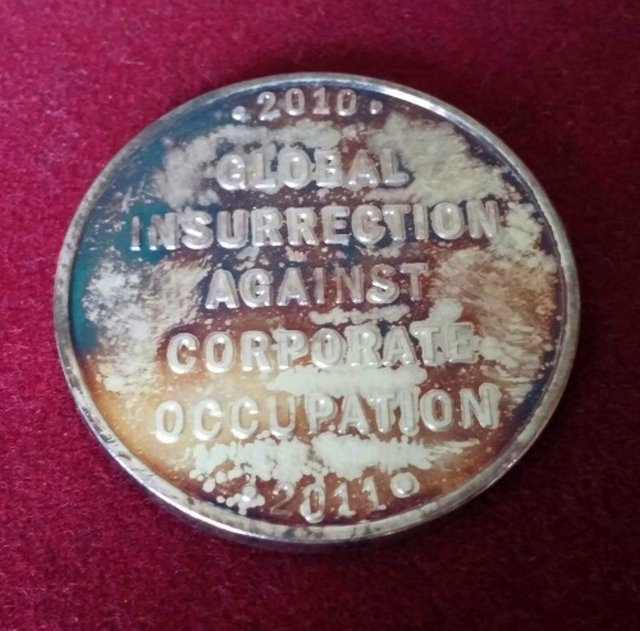 • 2010 •
GLOBAL
INSURRECTION
AGAINST
CORPORATE
OCCUPATION
• 2011 •